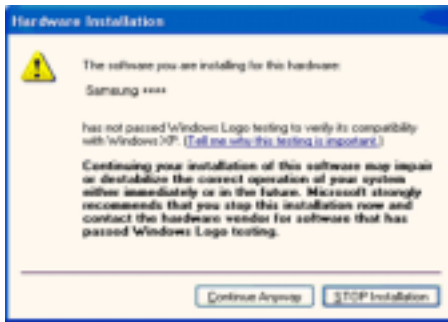 Hardware Installation
The software you are installing for this hardware:
Samsung ****
has not passed Windows Logo testing to verify its compatibility
with Windows XP. (Tell me why this testing is important.)
Continuing your installation of this software may impair
or destabilize the correct operation of your system
either immediately or in the future. Microsoft strongly
recommends that you stop this installation now and
contact the hardware vendor for software that has
passed Windows Logo testing.
Continue Anyway
STOP Installation